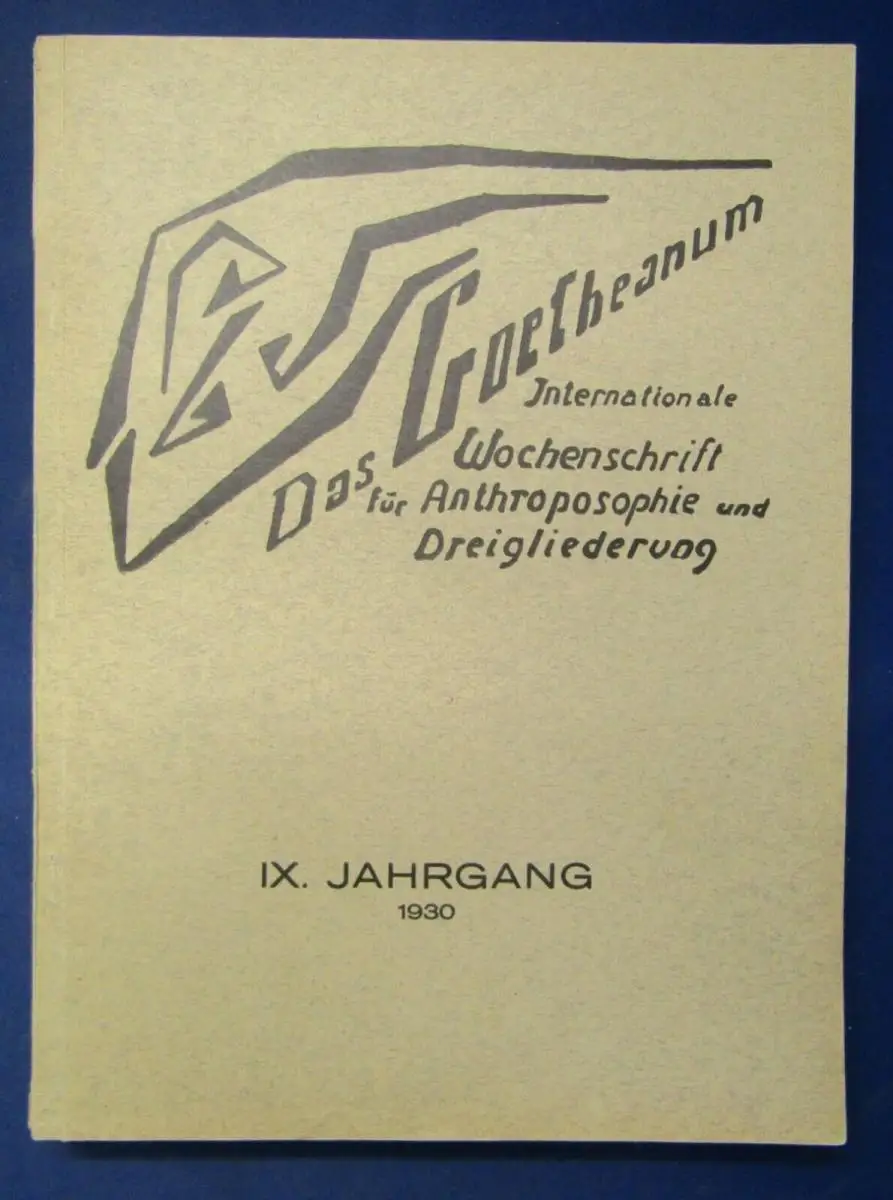 Das Goetheanum
Internationale
Wochenschrift
für Anthroposophie und
Dreigliederung
IX. JAHRGANG
1930